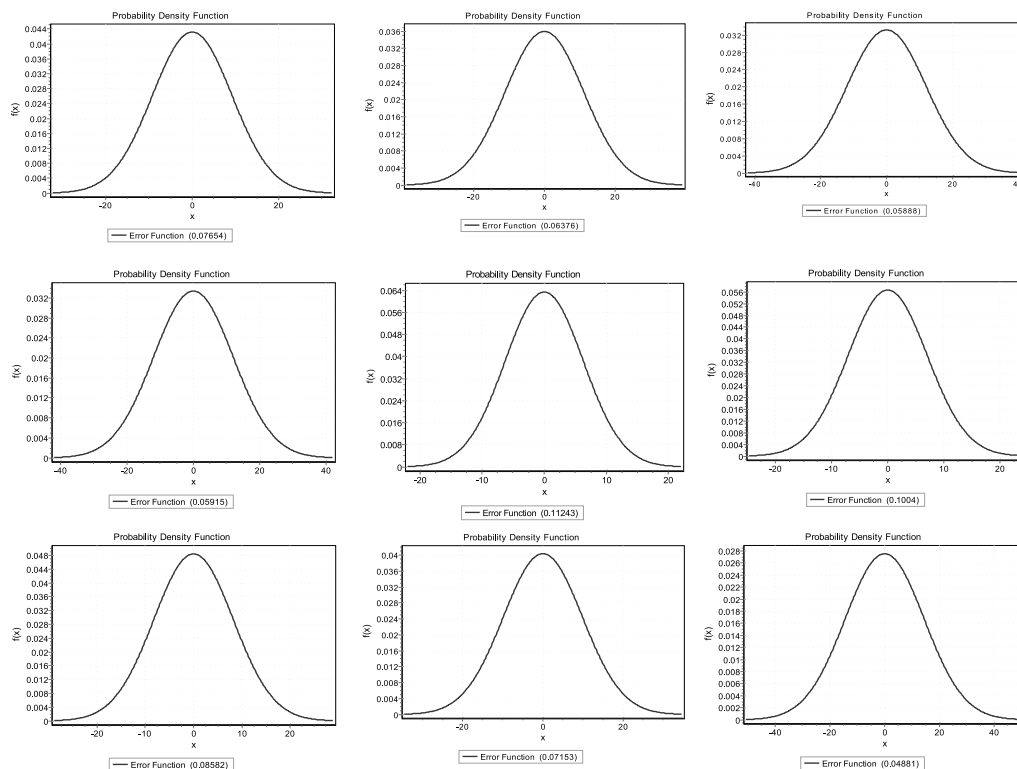 Probability Density Function
0.044
0.04
0.036
0.032
0.028
0.024
0.02
0.016
0.012
0.008
0.004
0
f(x)
-20 0 20
x
Error Function (0.07654)
Probability Density Function
0.036
0.032
0.028
0.024
0.02
0.016
0.012
0.008
0.004
0
f(x)
-20 0 20
x
Error Function (0.06376)
Probability Density Function
0.032
0.028
0.024
0.02
0.016
0.012
0.008
0.004
0
f(x)
-40 -20 0 20 40
x
Error Function (0.05888)
Probability Density Function
0.032
0.028
0.024
0.02
0.016
0.012
0.008
0.004
0
f(x)
-40 -20 0 20 40
x
Error Function (0.05915)
Probability Density Function
0.064
0.056
0.048
0.04
0.032
0.024
0.016
0.008
0
f(x)
-20 -15 -10 -5 0 5 10 15 20
x
Error Function (0.11243)
Probability Density Function
0.056
0.052
0.048
0.044
0.04
0.036
0.032
0.028
0.024
0.02
0.016
0.012
0.008
0.004
0
f(x)
-20 -10 0 10 20
x
Error Function (0.1004)
Probability Density Function
0.048
0.044
0.04
0.036
0.032
0.028
0.024
0.02
0.016
0.012
0.008
0.004
0
f(x)
-20 -10 0 10 20
x
Error Function (0.08582)
Probability Density Function
0.04
0.036
0.032
0.028
0.024
0.02
0.016
0.012
0.008
0.004
0
f(x)
-20 0 20
x
Error Function (0.07153)
Probability Density Function
0.028
0.026
0.024
0.022
0.02
0.018
0.016
0.014
0.012
0.01
0.008
0.006
0.004
0.002
0
f(x)
-40 -20 0 20 40
x
Error Function (0.04881)